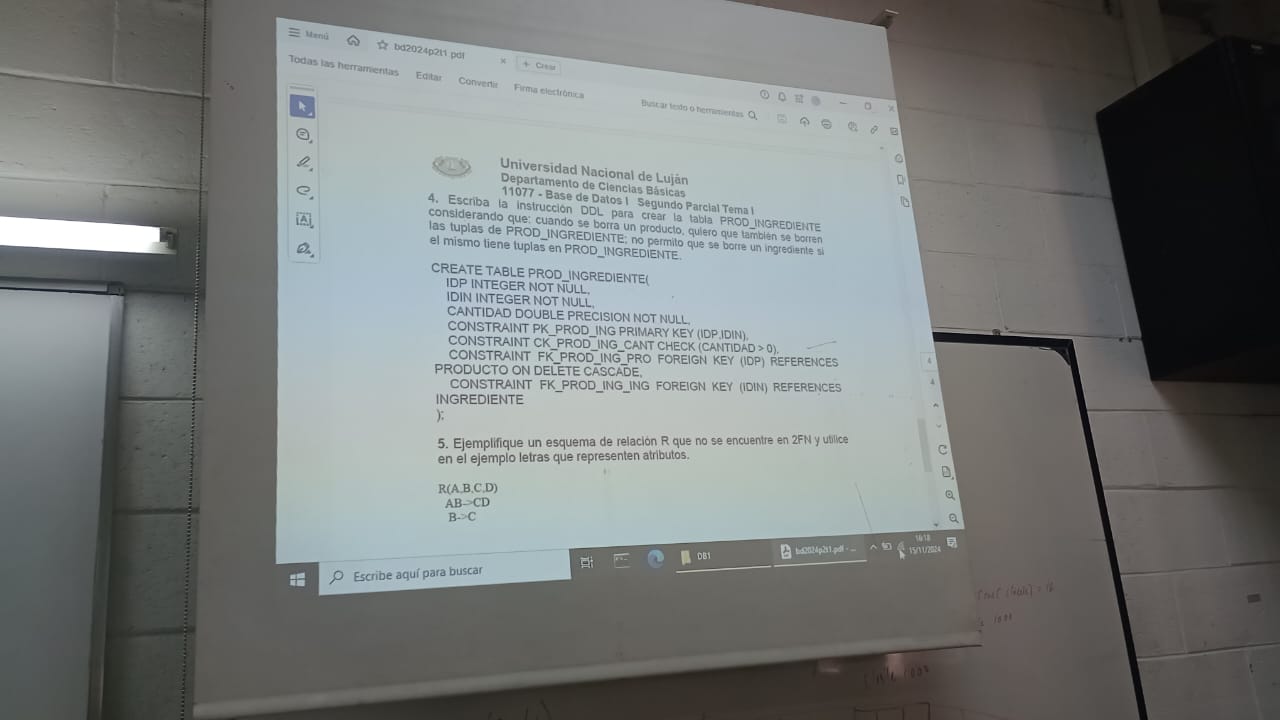 Menú
bd2024p2t1.pdf
+ Crear
Todas las herramientas Editar Convertir Firma electrónica
Buscar texto o herramientas
Universidad Nacional de Luján
Departamento de Ciencias Básicas
11077 - Base de Datos I Segundo Parcial Tema I
4. Escriba la instrucción DDL para crear la tabla PROD_INGREDIENTE
considerando que: cuando se borra un producto, quiero que también se borren
las tuplas de PROD_INGREDIENTE; no permito que se borre un ingrediente si
el mismo tiene tuplas en PROD_INGREDIENTE.
CREATE TABLE PROD_INGREDIENTE(
IDP INTEGER NOT NULL,
IDIN INTEGER NOT NULL,
CANTIDAD DOUBLE PRECISION NOT NULL,
CONSTRAINT PK_PROD_ING PRIMARY KEY (IDP,IDIN),
CONSTRAINT CK_PROD_ING_CANT CHECK (CANTIDAD > 0),
CONSTRAINT FK_PROD_ING_PRO FOREIGN KEY (IDP) REFERENCES
PRODUCTO ON DELETE CASCADE,
CONSTRAINT FK_PROD_ING_ING FOREIGN KEY (IDIN) REFERENCES
INGREDIENTE
);
5. Ejemplifique un esquema de relación R que no se encuentre en 2FN y utilice
en el ejemplo letras que representen atributos.
R(A,B,C,D)
AB->CD
B->C
4
4
Escribe aquí para buscar
DB1
bd2024p2t1.pdf - ...
16:18
15/11/2024
1000